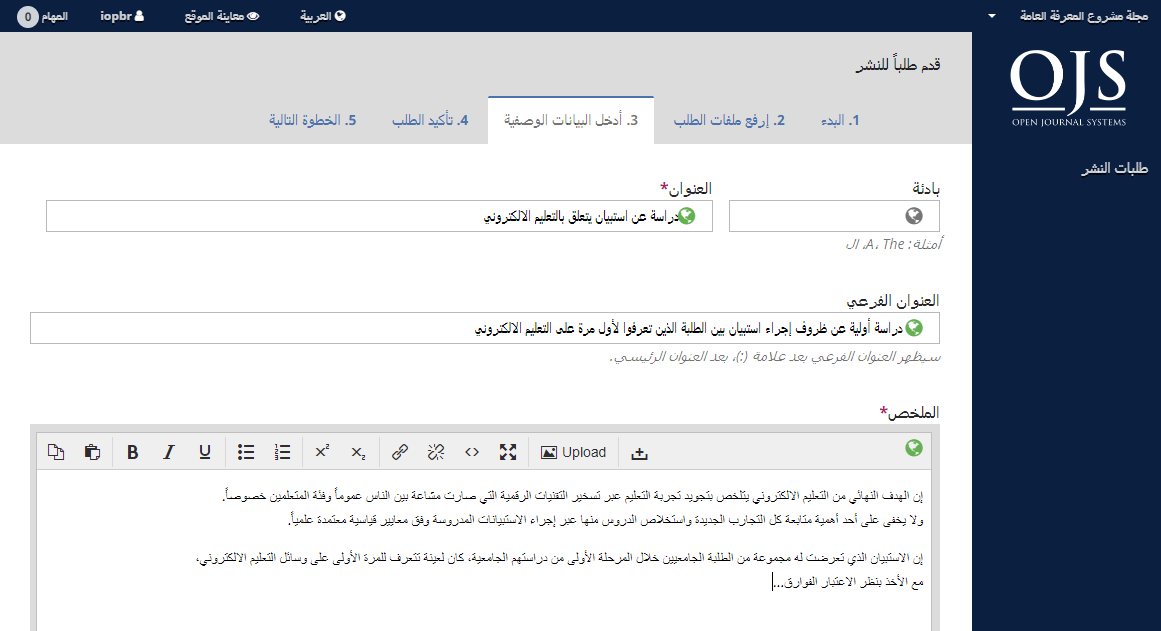 مجلة مشروع المعرفة العامة
العربية
معاينة الموقع
iopbr
المهام 0
OJS
OPEN JOURNAL SYSTEMS
طلبات النشر
قدم طلباً للنشر
1. البدء
2. إرفع ملفات الطلب
3. أدخل البيانات الوصفية
4. تأكيد الطلب
5. الخطوة التالية
بادئة
العنوان*
دراسة عن استبيان يتعلق بالتعليم الالكتروني
أمثلة: A، The، ال
العنوان الفرعي
دراسة أولية عن ظروف إجراء استبيان بين الطلبة الذين تعرفوا لأول مرة على التعليم الالكتروني
سيظهر العنوان الفرعي بعد علامة (:)، بعد العنوان الرئيسي.
الملخص*
B I U x² x₂ <> Upload
إن الهدف النهائي من التعليم الالكتروني يتلخص بتجويد تجربة التعليم عبر تسخير التقنيات الرقمية التي صارت مشاعة بين الناس عموماً وفئة المتعلمين خصوصاً.
ولا يخفى على أحد أهمية متابعة كل التجارب الجديدة واستخلاص الدروس منها عبر إجراء الاستبيانات المدروسة وفق معايير قياسية معتمدة علمياً.
إن الاستبيان الذي تعرضت له مجموعة من الطلبة الجامعيين خلال المرحلة الأولى من دراستهم الجامعية، كان لعينة تتعرف للمرة الأولى على وسائل التعليم الالكتروني،
مع الأخذ بنظر الاعتبار الفوارق...